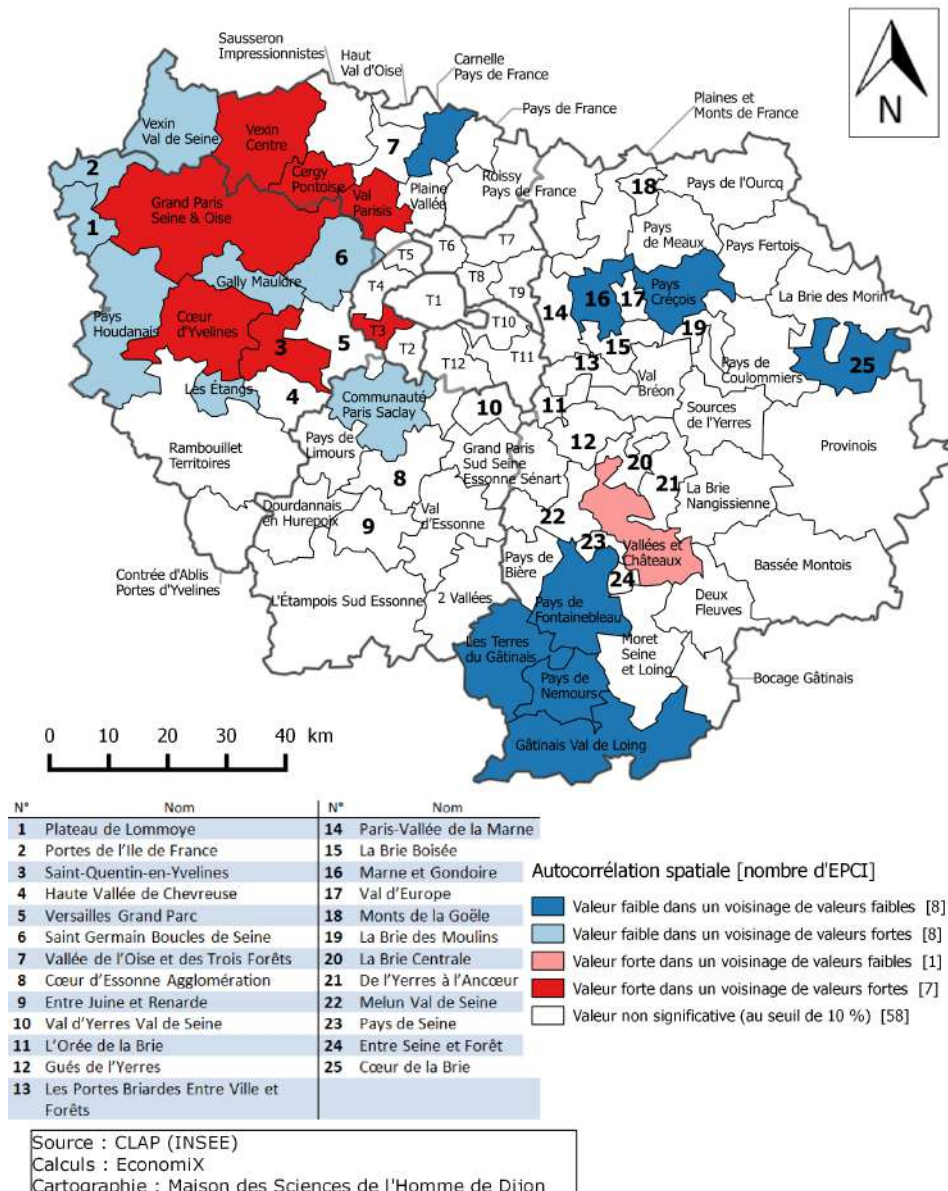 Sausseron
Impressionnistes
Haut
Val d'Oise
Carnelle
Pays de France
Pays de France
Plaines et
Monts de France
N
Vexin
Val de Seine
Vexin
Centre
7
Cergy
Pontoise
Val
Parisis
Plaine
Vallée
Roissy
Pays de France
18
Pays de l'Ourcq
2
Grand Paris
Seine & Oise
1
Pays
de Meaux
Pays Fertois
6
Gally Mauldre
T5
T6
T7
T4
T8
T9
T1
T10
T3
T2
T12
T11
14
16
17
Pays
Créçois
La Brie des Morin
Pays
Houdanais
Cœur
d'Yvelines
3
5
19
15
13
Val
Bréon
Pays de
Coulommiers
25
Les Étangs
4
Communauté
Paris Saclay
10
11
Sources
de l'Yerres
Rambouillet
Territoires
Pays de
Limours
8
Grand Paris
Sud Seine
Essonne Sénart
12
20
21
Provinois
La Brie
Nangissienne
Dourdannais
en Hurepoix
9
Val
d'Essonne
22
23
Vallées et
Châteaux
24
Pays de
Bière
Bassée Montois
Contrée d'Ablis
Portes d'Yvelines
L'Étampois Sud Essonne
2 Vallées
Pays de
Fontainebleau
Deux
Fleuves
Les Terres
du Gâtinais
Moret
Seine
et Loing
Bocage Gâtinais
Pays de
Nemours
Gâtinais Val de Loing
0 10 20 30 40 km
N° Nom N° Nom
1 Plateau de Lommoye 14 Paris-Vallée de la Marne
2 Portes de l'Ile de France 15 La Brie Boisée
3 Saint-Quentin-en-Yvelines 16 Marne et Gondoire
4 Haute Vallée de Chevreuse 17 Val d'Europe
5 Versailles Grand Parc 18 Monts de la Goële
6 Saint Germain Boucles de Seine 19 La Brie des Moulins
7 Vallée de l'Oise et des Trois Forêts 20 La Brie Centrale
8 Cœur d'Essonne Agglomération 21 De l'Yerres à l'Ancœur
9 Entre Juine et Renarde 22 Melun Val de Seine
10 Val d'Yerres Val de Seine 23 Pays de Seine
11 L'Orée de la Brie 24 Entre Seine et Forêt
12 Gués de l'Yerres 25 Cœur de la Brie
13 Les Portes Briardes Entre Ville et
Forêts
Autocorrélation spatiale [nombre d'EPCI]
Valeur faible dans un voisinage de valeurs faibles [8]
Valeur faible dans un voisinage de valeurs fortes [8]
Valeur forte dans un voisinage de valeurs faibles [1]
Valeur forte dans un voisinage de valeurs fortes [7]
Valeur non significative (au seuil de 10 %) [58]
Source : CLAP (INSEE)
Calculs : EconomiX
Cartographie : Maison des Sciences de l'Homme de Dijon